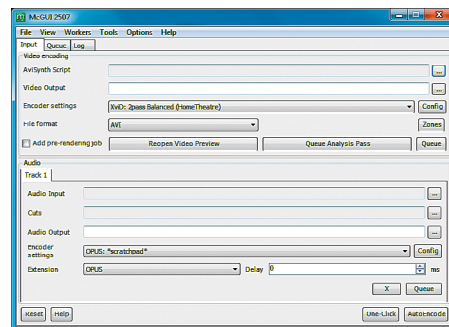 McGUI 2507
File View Workers Tools Options Help
Input Queue Log
Video encoding
AviSynth Script ...
Video Output ...
Encoder settings XviD: 2pass Balanced (HomeTheatre) Config
File format AVI Zones
Add pre-rendering job Reopen Video Preview Queue Analysis Pass Queue
Audio
Track 1
Audio Input ...
Cuts ...
Audio Output ...
Encoder settings OPUS: *scratchpad* Config
Extension OPUS Delay 0 ms
X Queue
Reset Help One-Click AutoEncode